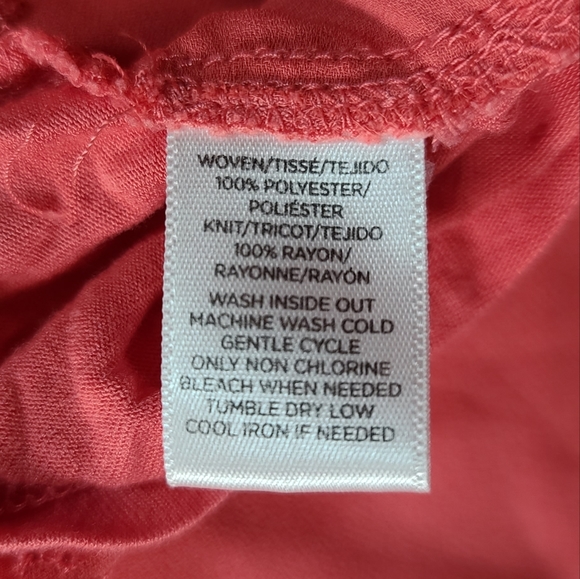 WOVEN/TISSÉ/TEJIDO
100% POLYESTER/
POLIÉSTER
KNIT/TRICOT/TEJIDO
100% RAYON/
RAYONNE/RAYÓN
WASH INSIDE OUT
MACHINE WASH COLD
GENTLE CYCLE
ONLY NON CHLORINE
BLEACH WHEN NEEDED
TUMBLE DRY LOW
COOL IRON IF NEEDED